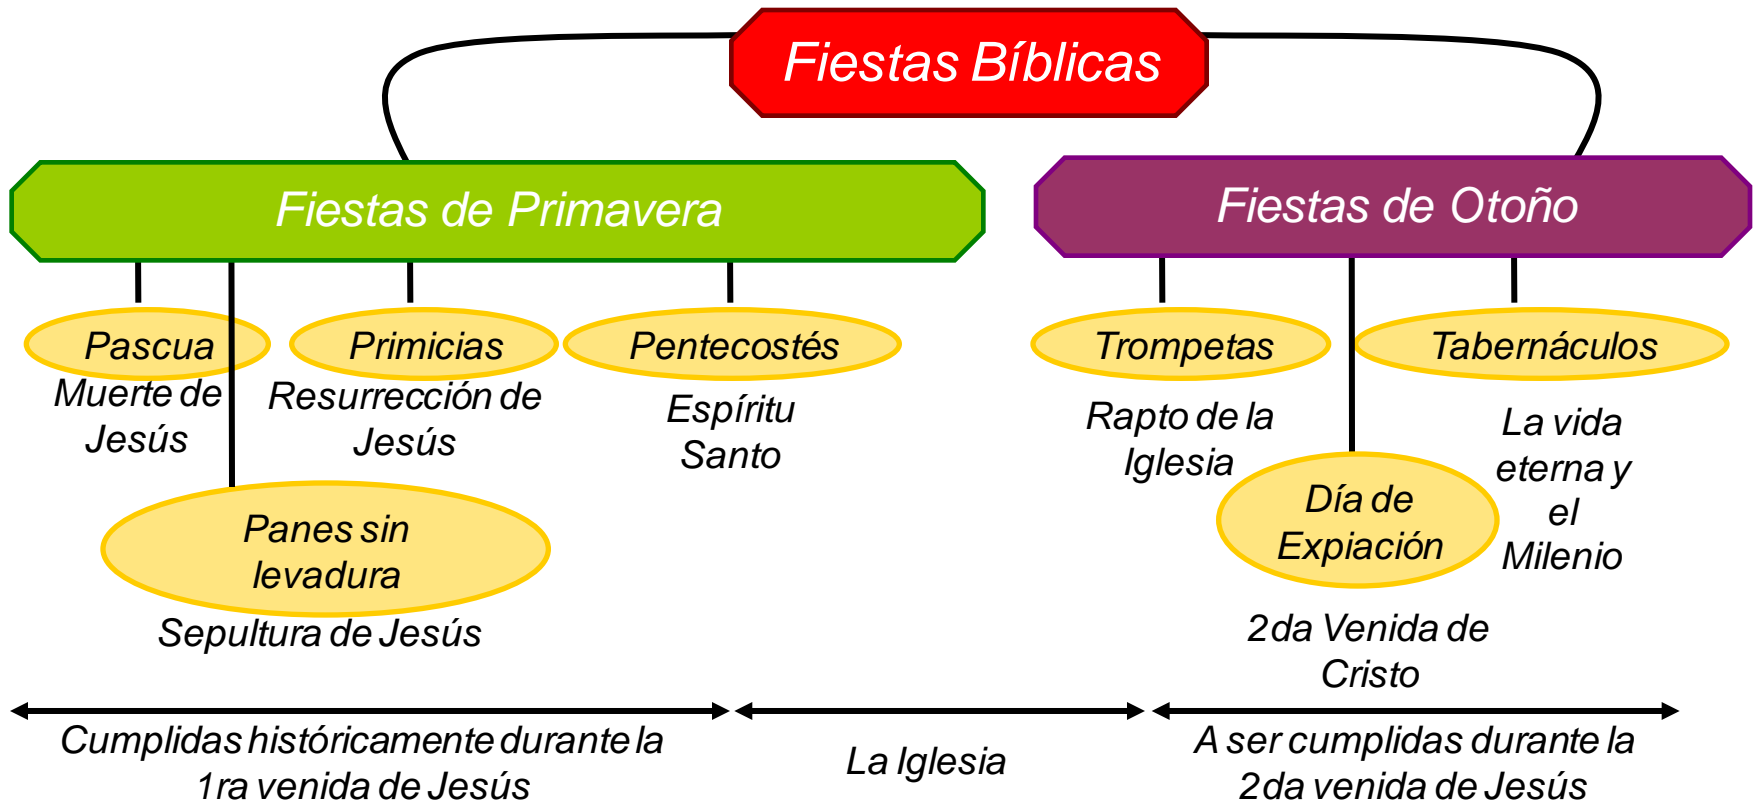 Fiestas Bíblicas
Fiestas de Primavera
Fiestas de Otoño
Pascua
Muerte de
Jesús
Panes sin
levadura
Sepultura de Jesús
Primicias
Resurrección de
Jesús
Pentecostés
Espíritu
Santo
Trompetas
Rapto de la
Iglesia
Día de
Expiación
2da Venida de
Cristo
Tabernáculos
La vida
eterna y
el
Milenio
Cumplidas históricamente durante la
1ra venida de Jesús
La Iglesia
A ser cumplidas durante la
2da venida de Jesús